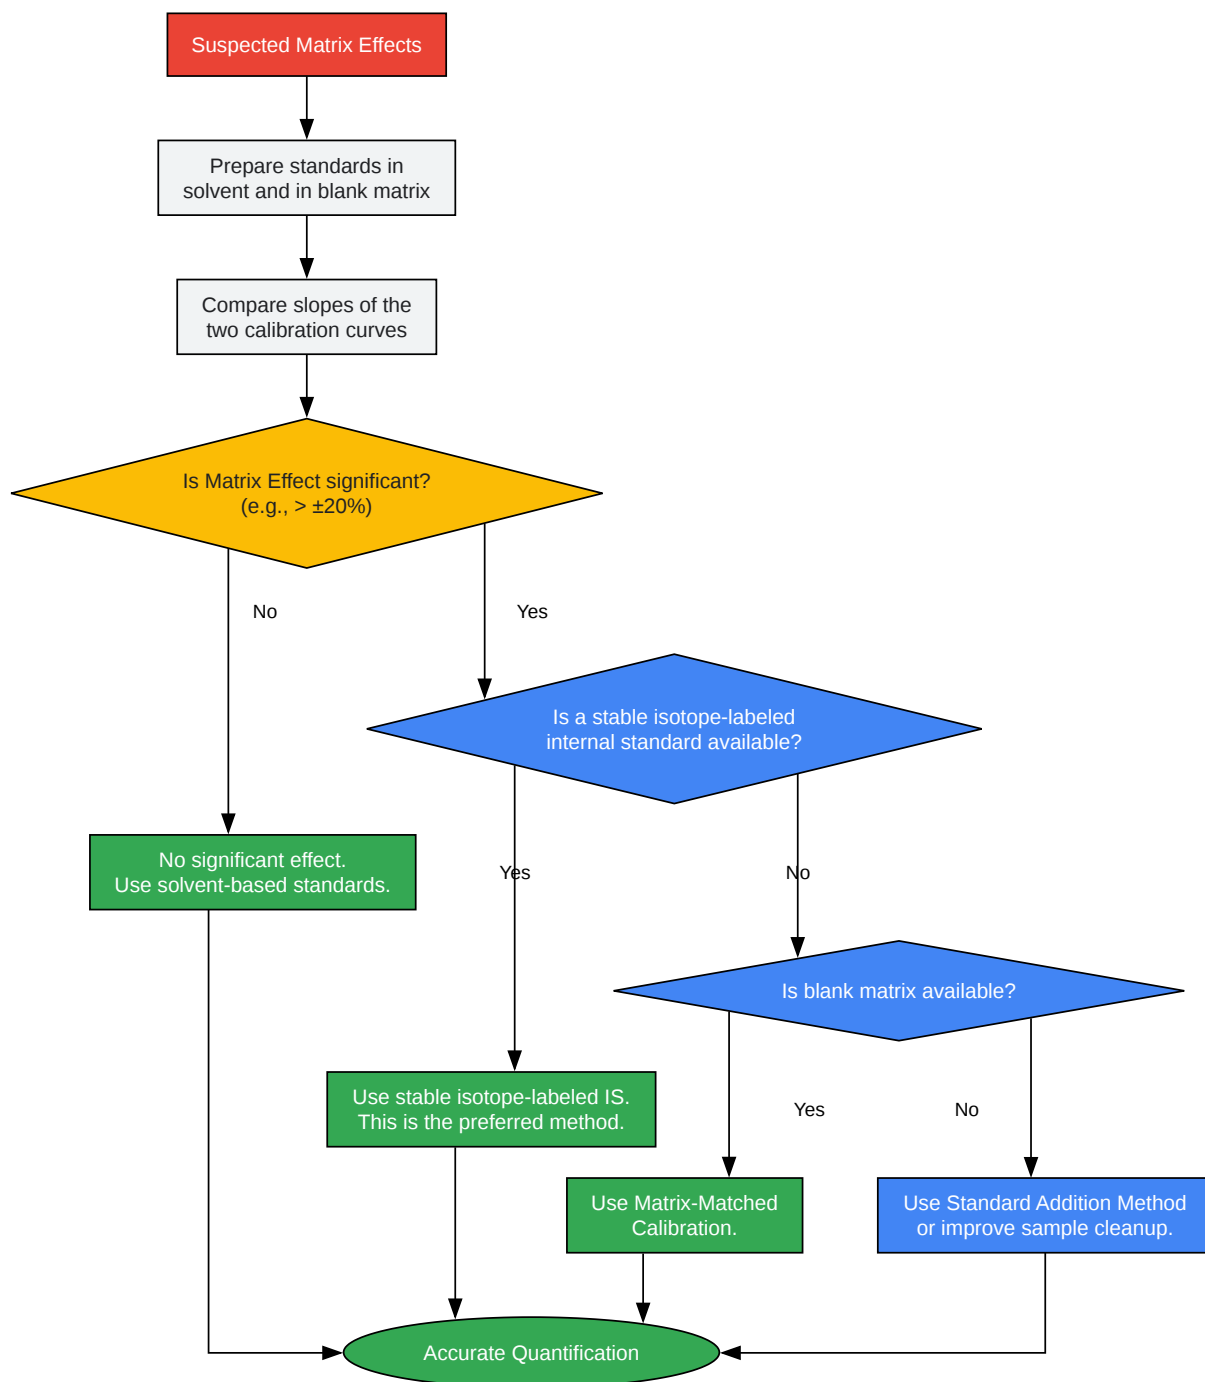 Suspected Matrix Effects
Prepare standards in
solvent and in blank matrix
Compare slopes of the
two calibration curves
Is Matrix Effect significant?
(e.g., > ±20%)
No
Yes
Is a stable isotope-labeled
internal standard available?
No significant effect.
Use solvent-based standards.
Yes
No
Is blank matrix available?
Use stable isotope-labeled IS.
This is the preferred method.
Yes
No
Use Matrix-Matched
Calibration.
Use Standard Addition Method
or improve sample cleanup.
Accurate Quantification